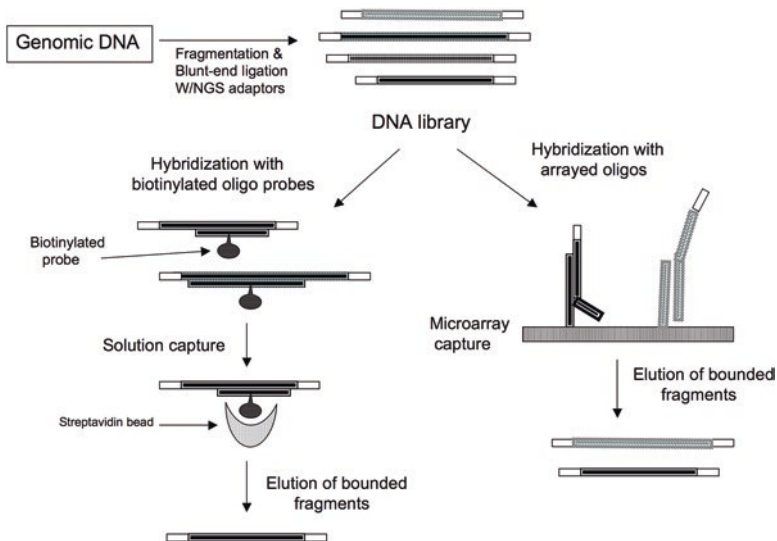 Genomic DNA
Fragmentation &
Blunt-end ligation
W/NGS adaptors
DNA library
Hybridization with
biotinylated oligo probes
Hybridization with
arrayed oligos
Biotinylated
probe
Solution capture
Microarray
capture
Streptavidin bead
Elution of bounded
fragments
Elution of bounded
fragments